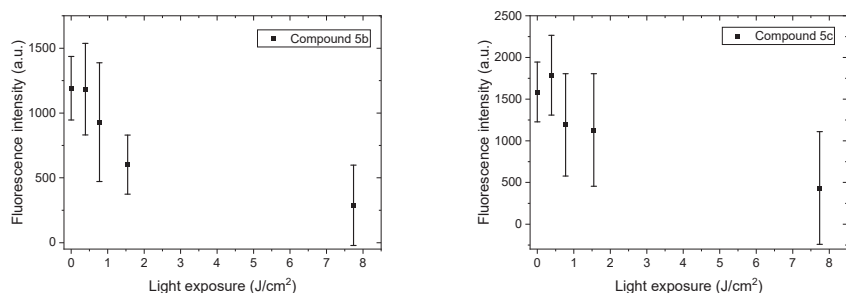 Fluorescence intensity (a.u.)
1500
1000
500
0
Compound 5b
0 1 2 3 4 5 6 7 8
Light exposure (J/cm²)
Fluorescence intensity (a.u.)
2500
2000
1500
1000
500
0
Compound 5c
0 1 2 3 4 5 6 7 8
Light exposure (J/cm²)